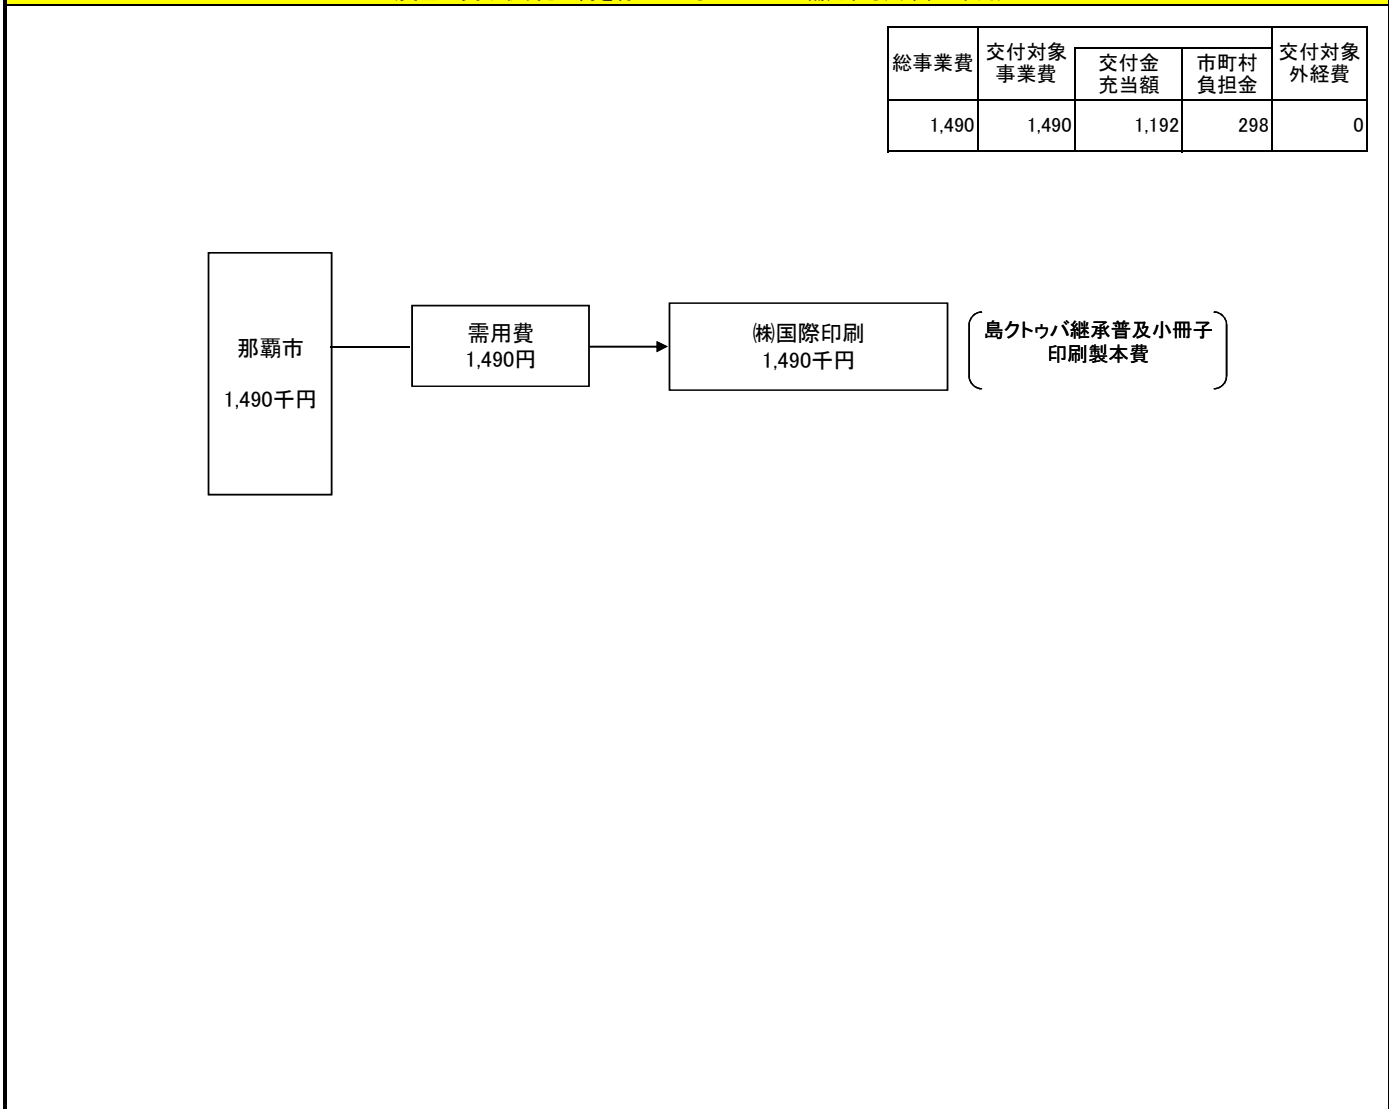 総事業費
交付対象
事業費
交付金
充当額
市町村
負担金
交付対象
外経費
1,490 1,490 1,192 298 0
那覇市
1,490千円
需用費
1,490円
㈱国際印刷
1,490千円
島クトゥバ継承普及小冊子
印刷製本費